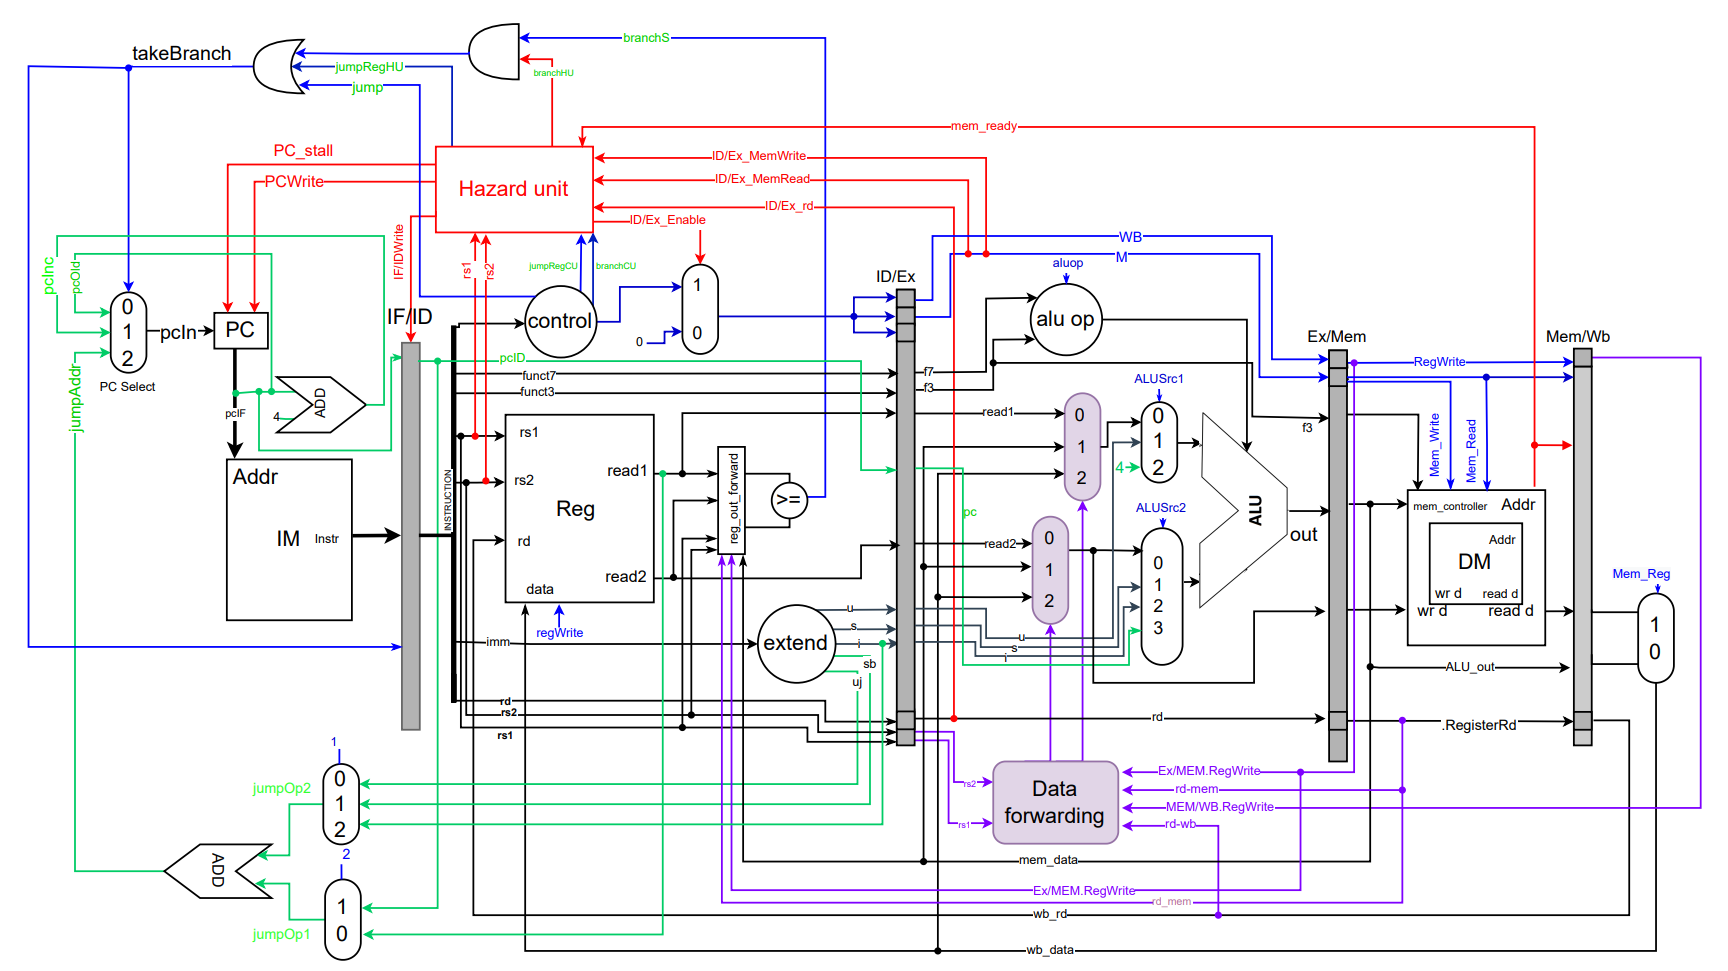 takeBranch
branchS
branchHU
jumpRegHU
jump
mem_ready
PC_stall
PCWrite
Hazard unit
ID/Ex_MemWrite
ID/Ex_MemRead
ID/Ex_rd
ID/Ex_Enable
IF/IDWrite
rs1
rs2
jumpRegCU
branchCU
WB
M
aluop
pcInc
pcOld
0
1
2
PC Select
pcIn
PC
IF/ID
control
1
0
0
ID/Ex
alu op
Ex/Mem
Mem/Wb
RegWrite
pcID
funct7
funct3
f7
f3
ALUSrc1
jumpAddr
pcIF
4
ADD
read1
0
1
2
0
1
4
2
f3
Mem_Write
Mem_Read
Addr
IM
Instr
INSTRUCTION
rs1
rs2
rd
Reg
read1
read2
data
regWrite
reg_out_forward
>=
pc
read2
0
1
2
ALUSrc2
0
1
2
3
ALU
out
mem_controller
Addr
Addr
DM
wr d
read d
wr d
read d
Mem_Reg
1
0
imm
extend
u
s
i
sb
uj
u
s
i
ALU_out
rd
rs2
rs1
rd
.RegisterRd
1
jumpOp2
0
1
2
2
ADD
1
0
jumpOp1
rs2
rs1
Data
forwarding
Ex/MEM.RegWrite
rd-mem
MEM/WB.RegWrite
rd-wb
mem_data
Ex/MEM.RegWrite
rd_mem
wb_rd
wb_data